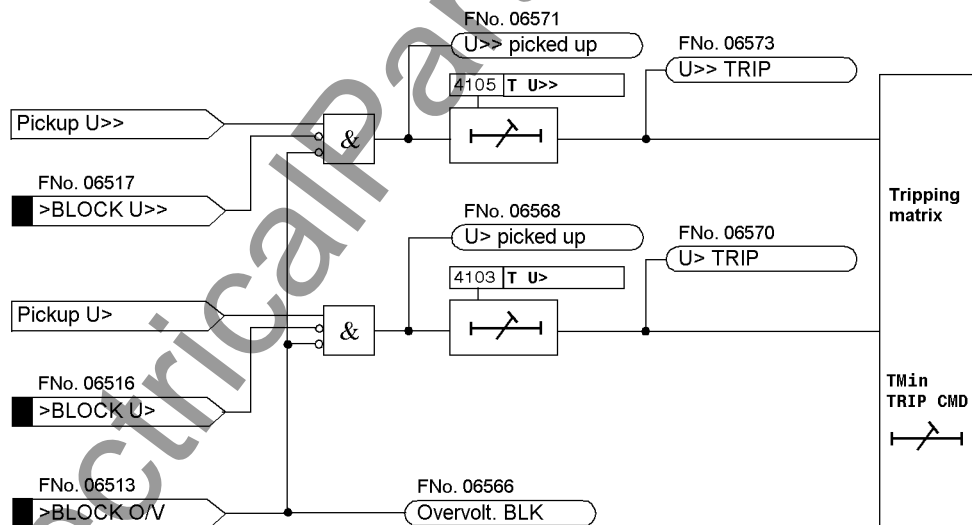 FNo. 06571
U>> picked up
FNo. 06573
U>> TRIP
4105 T U>>
Pickup U>>
&
FNo. 06517
>BLOCK U>>
Tripping
matrix
FNo. 06568
U> picked up
FNo. 06570
U> TRIP
4103 T U>
Pickup U>
&
FNo. 06516
>BLOCK U>
TMin
TRIP CMD
FNo. 06513
>BLOCK O/V
FNo. 06566
Overvolt. BLK
ectricalPar